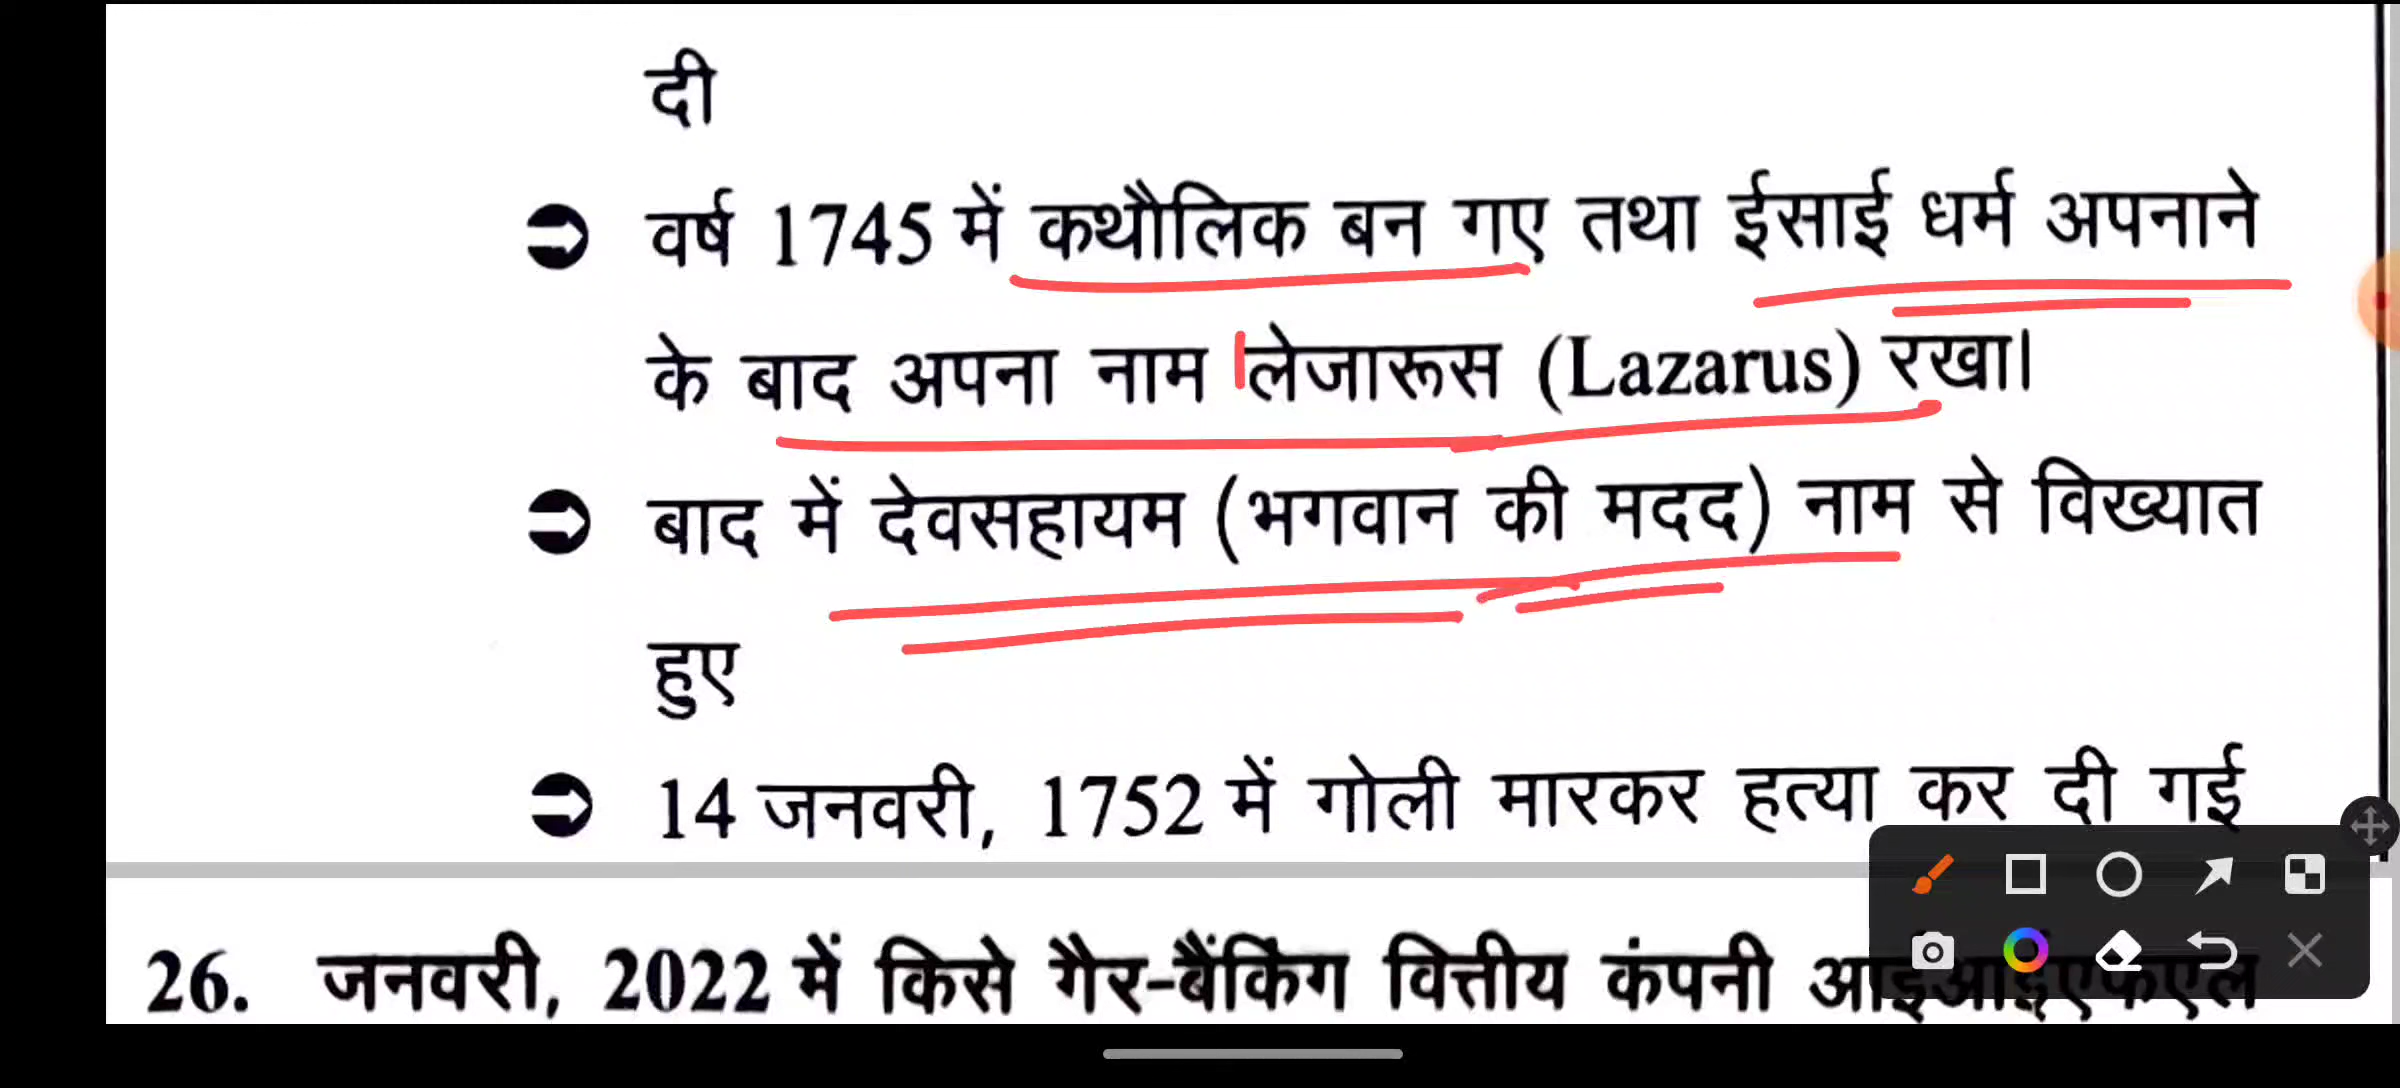 दी
➲ वर्ष 1745 में कथौलिक बन गए तथा ईसाई धर्म अपनाने
के बाद अपना नाम लेजारूस (Lazarus) रखा।
➲ बाद में देवसहायम (भगवान की मदद) नाम से विख्यात
हुए
➲ 14 जनवरी, 1752 में गोली मारकर हत्या कर दी गई
26. जनवरी, 2022 में किसे गैर-बैंकिंग वित्तीय कंपनी आईआईएफएल